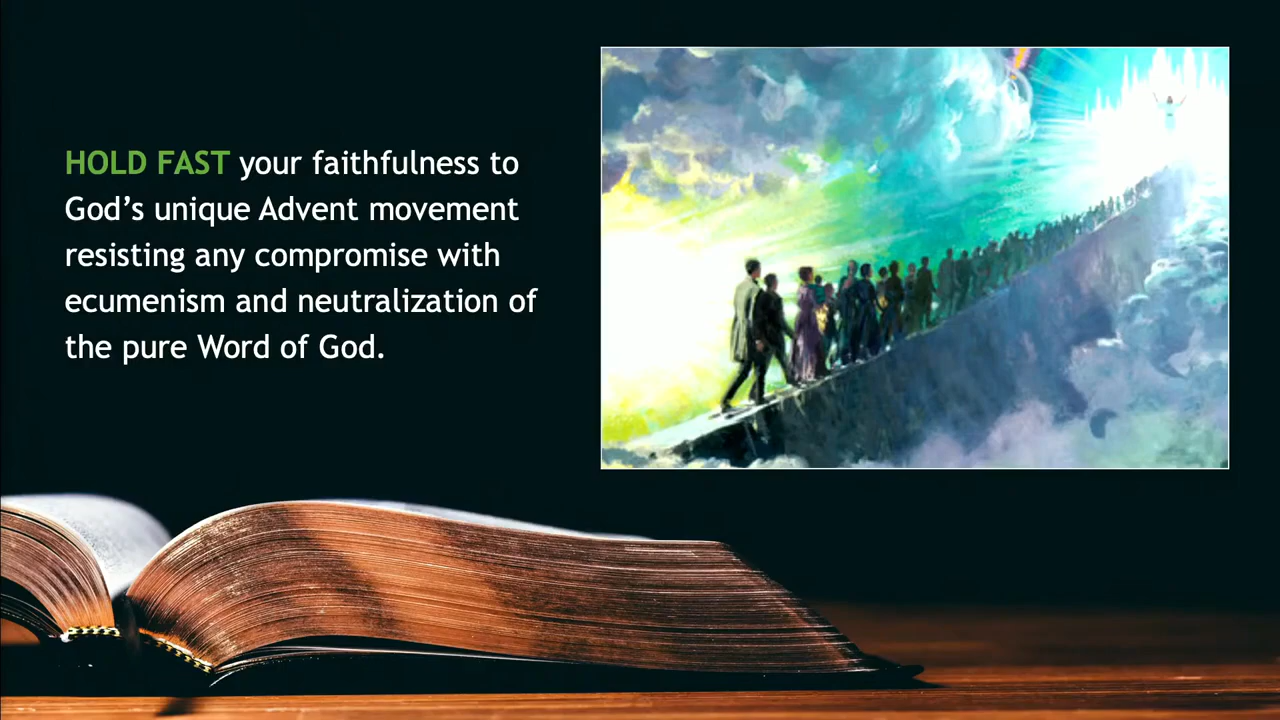 HOLD FAST your faithfulness to
God’s unique Advent movement
resisting any compromise with
ecumenism and neutralization of
the pure Word of God.